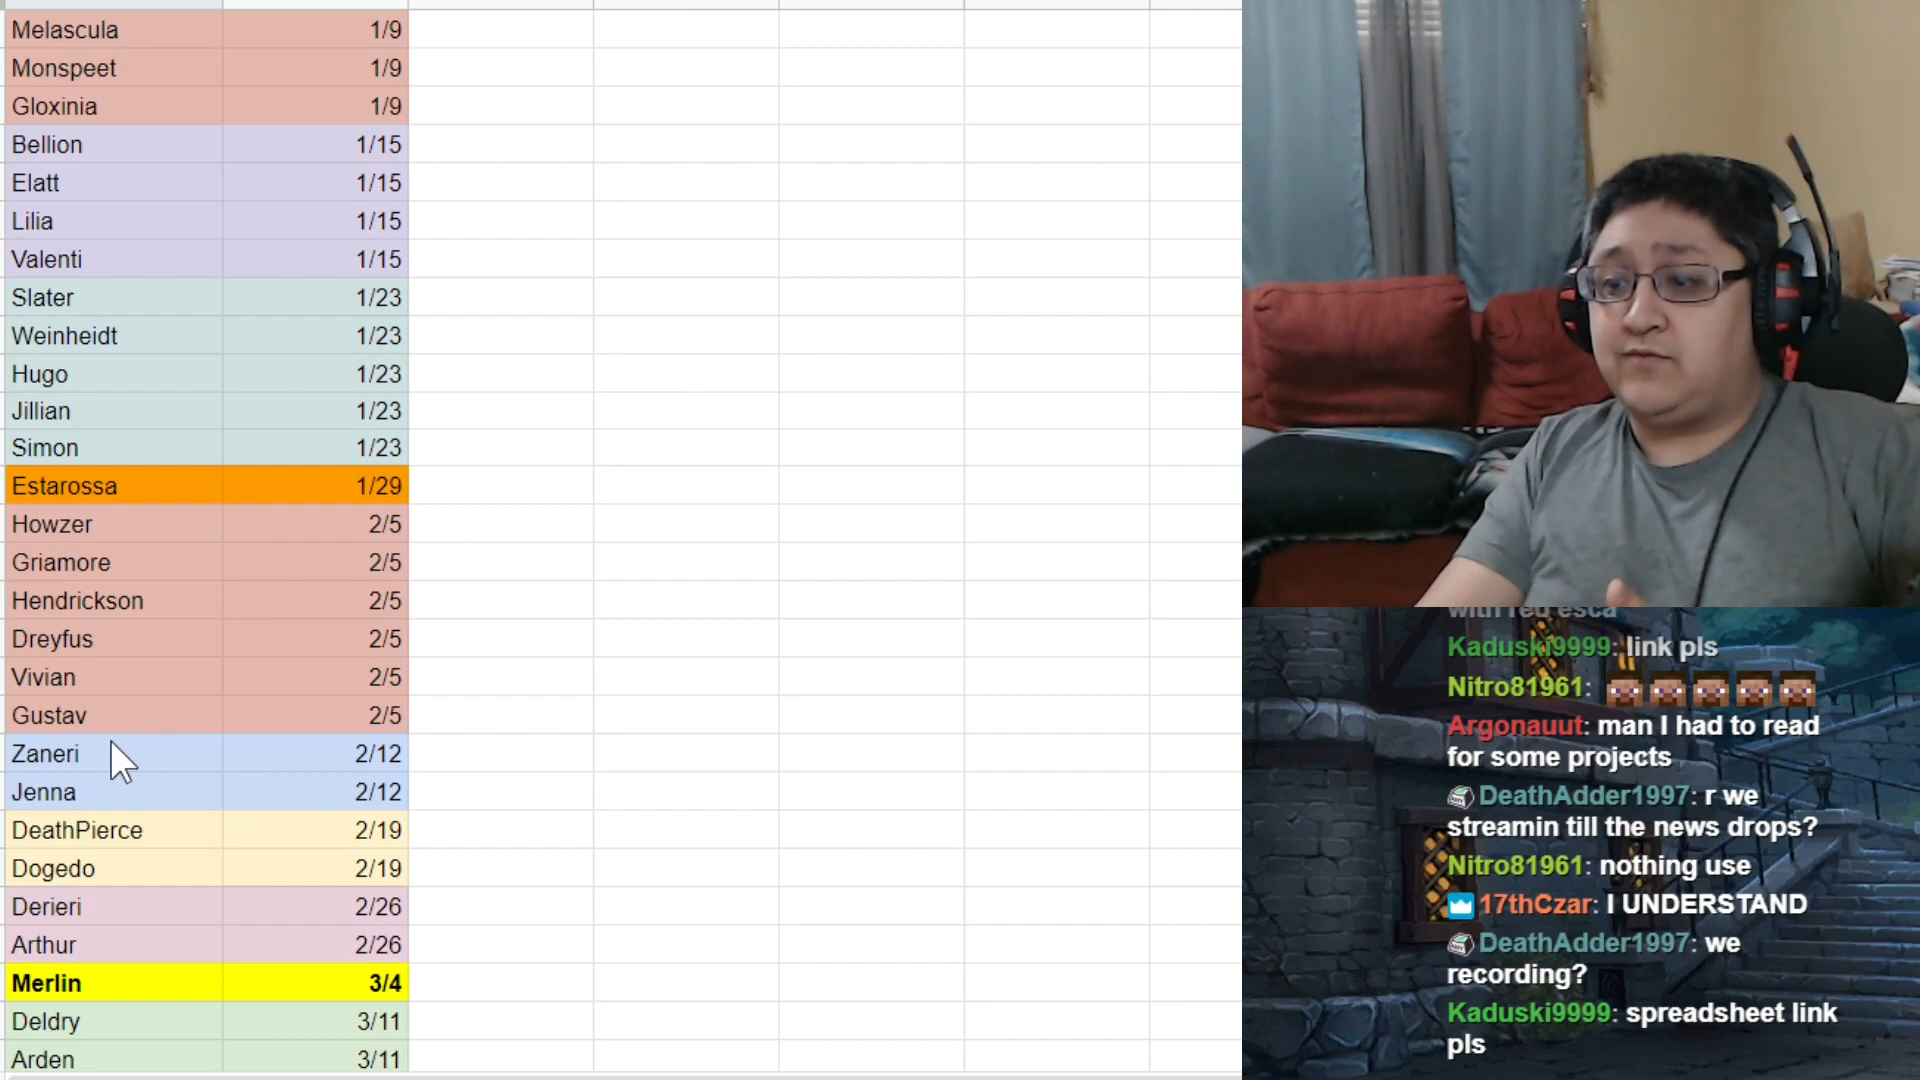 Melascula 1/9
Monspeet 1/9
Gloxinia 1/9
Bellion 1/15
Elatt 1/15
Lilia 1/15
Valenti 1/15
Slater 1/23
Weinheidt 1/23
Hugo 1/23
Jillian 1/23
Simon 1/23
Estarossa 1/29
Howzer 2/5
Griamore 2/5
Hendrickson 2/5
Dreyfus 2/5
Vivian 2/5
Gustav 2/5
Zaneri 2/12
Jenna 2/12
DeathPierce 2/19
Dogedo 2/19
Derieri 2/26
Arthur 2/26
Merlin 3/4
Deldry 3/11
Arden 3/11
with red esca
Kaduski9999: link pls
Nitro81961:
Argonauut: man I had to read
for some projects
DeathAdder1997: r we
streamin till the news drops?
Nitro81961: nothing use
17thCzar: I UNDERSTAND
DeathAdder1997: we
recording?
Kaduski9999: spreadsheet link
pls